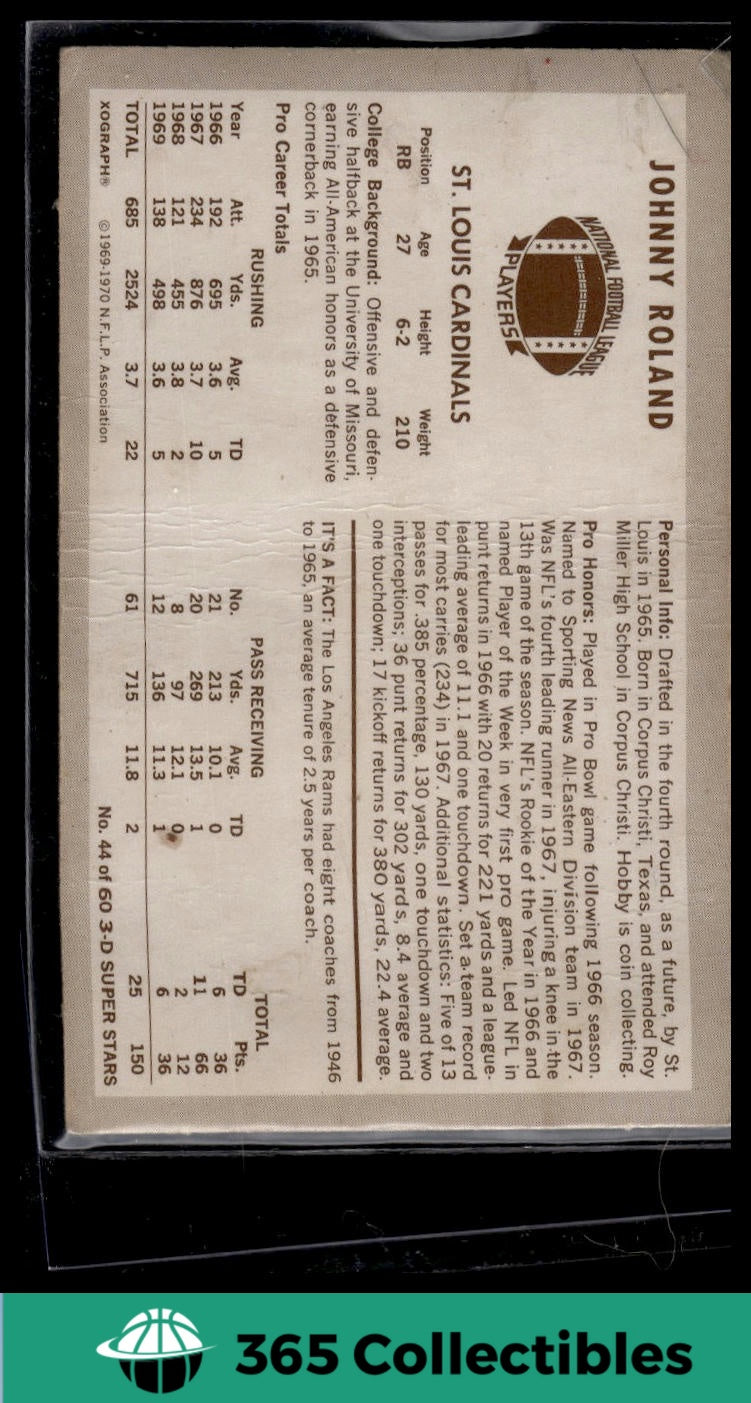 JOHNNY ROLAND
NATIONAL FOOTBALL LEAGUE
PLAYERS
ST. LOUIS CARDINALS
Position Age Height Weight
RB 27 6-2 210
College Background: Offensive and defen-
sive halfback at the University of Missouri,
earning All-American honors as a defensive
cornerback in 1965.
Personal Info: Drafted in the fourth round, as a future, by St.
Louis in 1965. Born in Corpus Christi, Texas, and attended Roy
Miller High School in Corpus Christi. Hobby is coin collecting.
Pro Honors: Played in Pro Bowl game following 1966 season.
Named to Sporting News All-Eastern Division team in 1967.
Was NFL's fourth leading runner in 1967, injuring a knee in the
13th game of the season. NFL's Rookie of the Year in 1966 and
named Player of the Week in very first pro game. Led NFL in
punt returns in 1966 with 20 returns for 221 yards and a league-
leading average of 11.1 and one touchdown. Set a team record
for most carries (234) in 1967. Additional statistics: Five of 13
passes for .385 percentage, 130 yards, one touchdown and two
interceptions; 36 punt returns for 302 yards, 8.4 average and
one touchdown; 17 kickoff returns for 380 yards, 22.4 average.
IT'S A FACT: The Los Angeles Rams had eight coaches from 1946
to 1965, an average tenure of 2.5 years per coach.
Pro Career Totals
RUSHING PASS RECEIVING TOTAL
Year Att. Yds. Avg. TD No. Yds. Avg. TD TD Pts.
1966 192 695 3.6 5 21 213 10.1 0 6 36
1967 234 876 3.7 10 20 269 13.5 1 11 66
1968 121 455 3.8 2 8 97 12.1 0 2 12
1969 138 498 3.6 5 12 136 11.3 1 6 36
TOTAL 685 2524 3.7 22 61 715 11.8 2 25 150
XOGRAPH® ©1969-1970 N.F.L.P. Association No. 44 of 60 3-D SUPER STARS
365 Collectibles